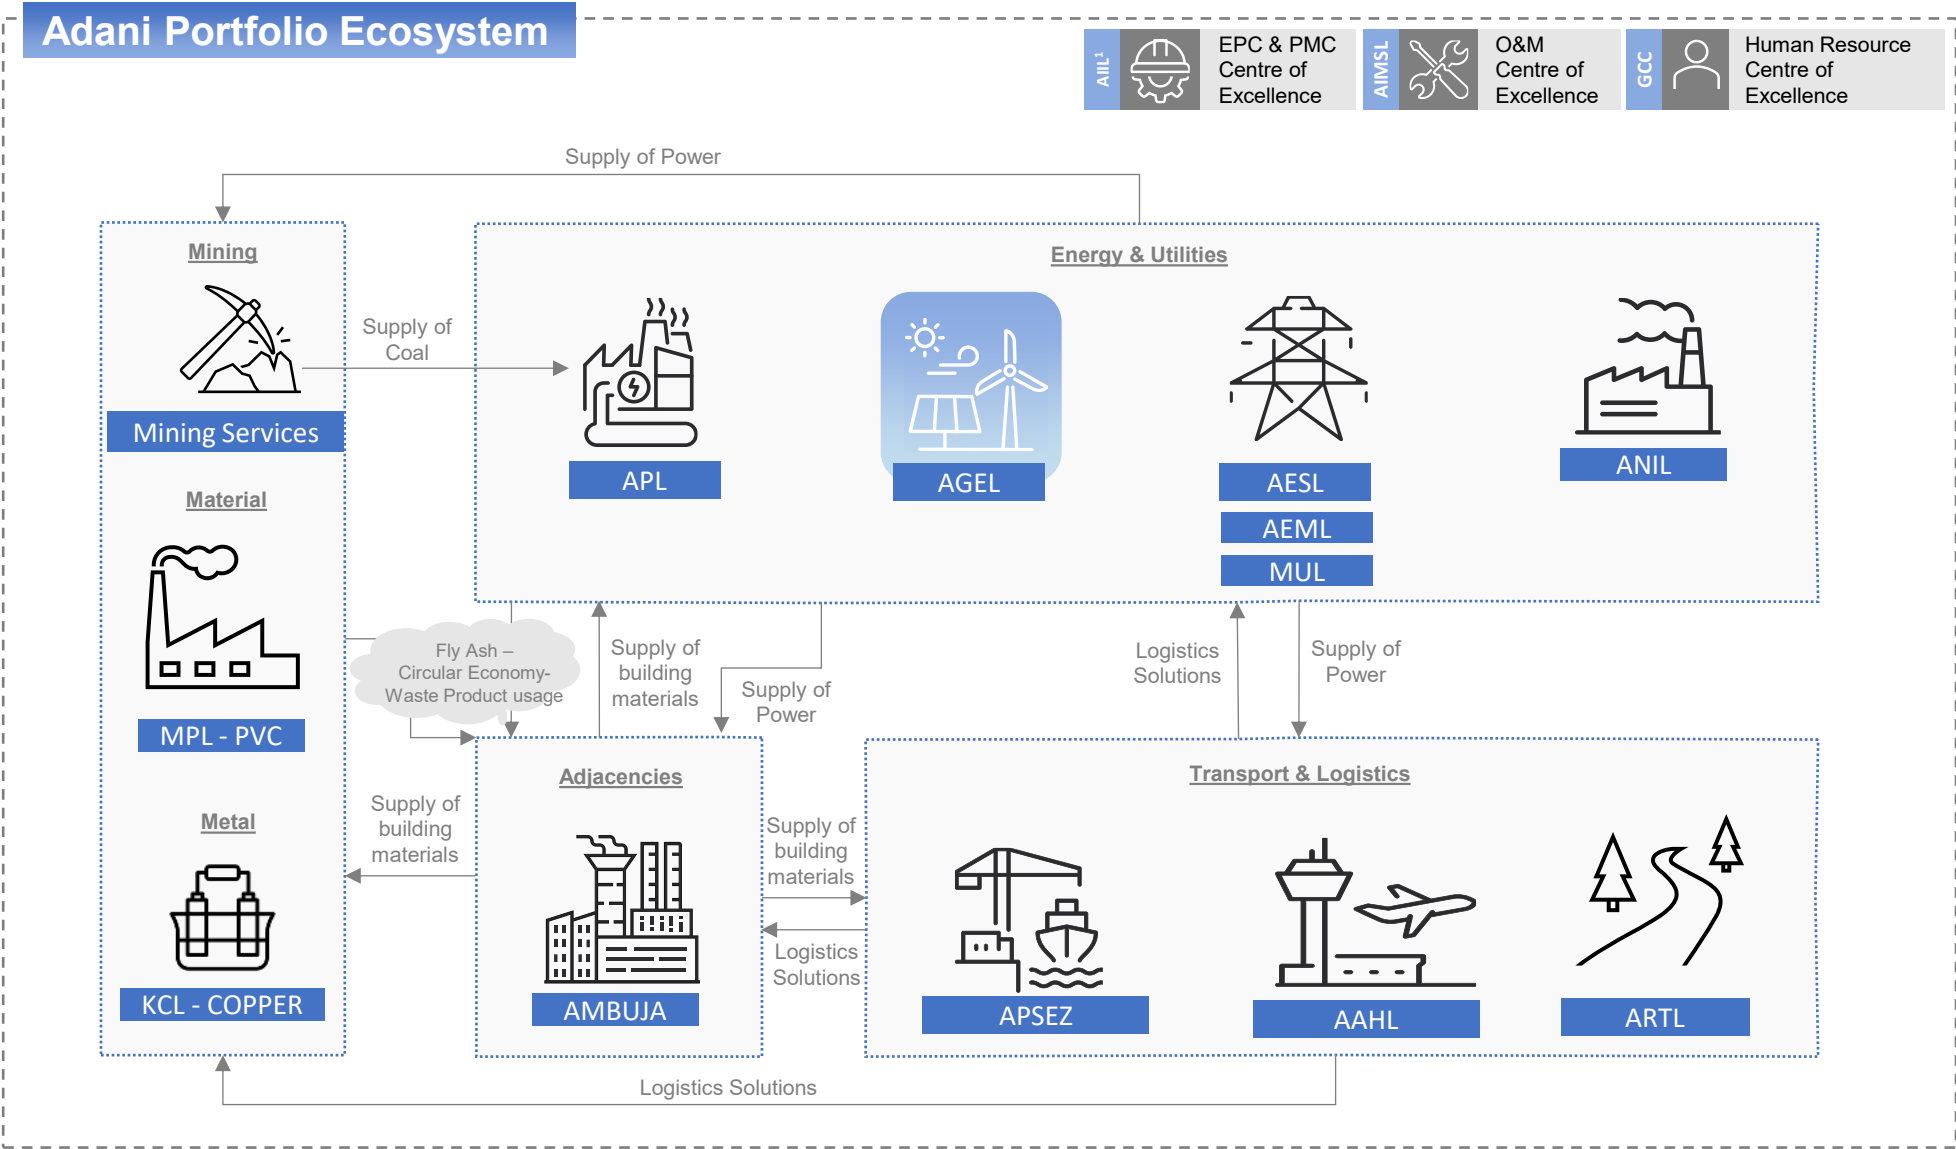 Adani Portfolio Ecosystem
AIIL1
EPC & PMC
Centre of
Excellence
AIMSL
O&M
Centre of
Excellence
GCC
Human Resource
Centre of
Excellence
Supply of Power
Mining
Supply of
Coal
Mining Services
Material
MPL - PVC
Metal
KCL - COPPER
Energy & Utilities
APL
AGEL
AESL
AEML
MUL
ANIL
Fly Ash –
Circular Economy-
Waste Product usage
Supply of
building
materials
Supply of
Power
Logistics
Solutions
Supply of
Power
Supply of
building
materials
Adjacencies
AMBUJA
Supply of
building
materials
Logistics
Solutions
Transport & Logistics
APSEZ
AAHL
ARTL
Logistics Solutions